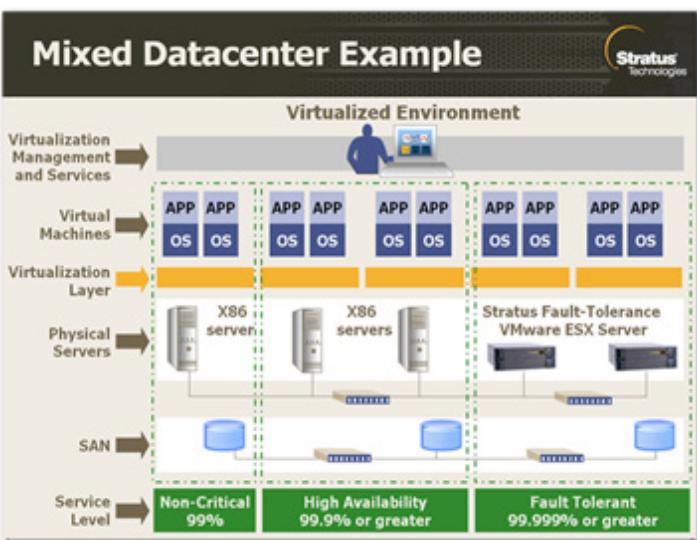 Mixed Datacenter Example
Stratus
Technologies
Virtualized Environment
Virtualization
Management
and Services
Virtual
Machines
APP APP
OS OS
APP APP
OS OS
APP APP
OS OS
APP APP
OS OS
APP APP
OS OS
Virtualization
Layer
Physical
Servers
X86
server
X86
servers
Stratus Fault-Tolerance
VMware ESX Server
SAN
Service
Level
Non-Critical
99%
High Availability
99.9% or greater
Fault Tolerant
99.999% or greater